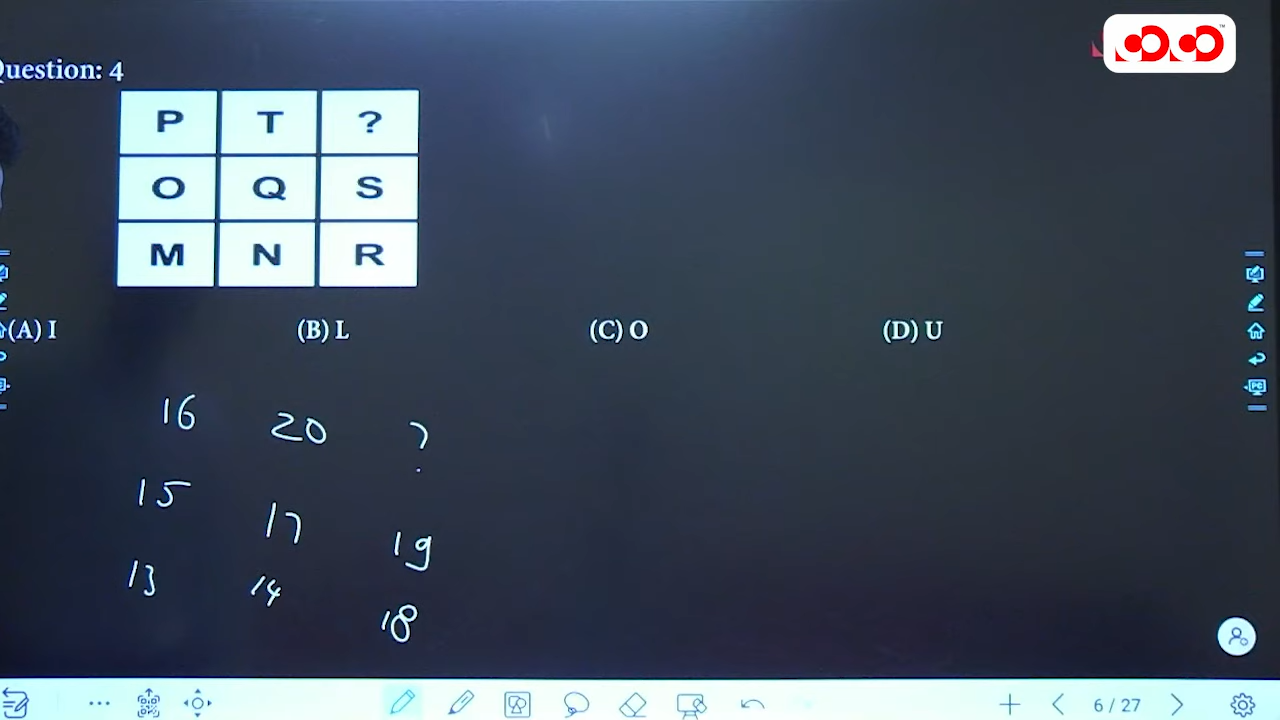 Question: 4
P T ?
O Q S
M N R
(A) I (B) L (C) O (D) U
16 20 ?
15 17 19
13 14 18
6 / 27